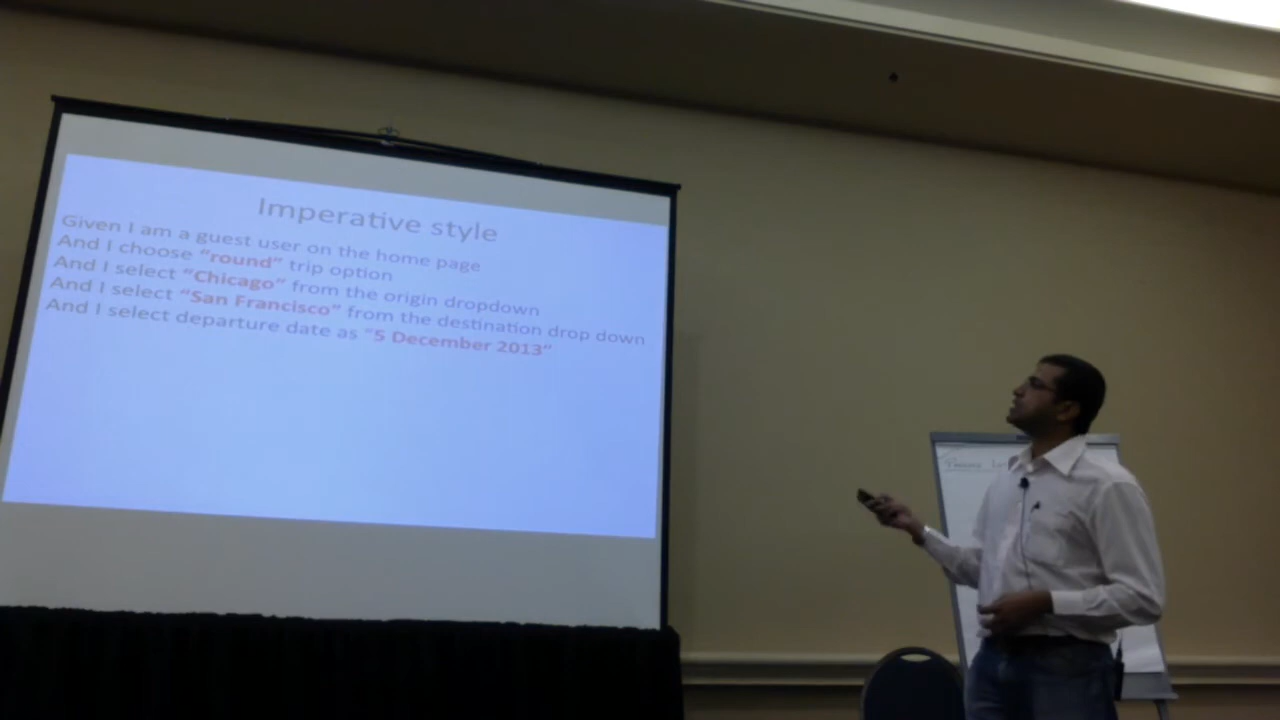 Imperative style
Given I am a guest user on the home page
And I choose “round” trip option
And I select “Chicago” from the origin dropdown
And I select “San Francisco” from the destination drop down
And I select departure date as “5 December 2013“